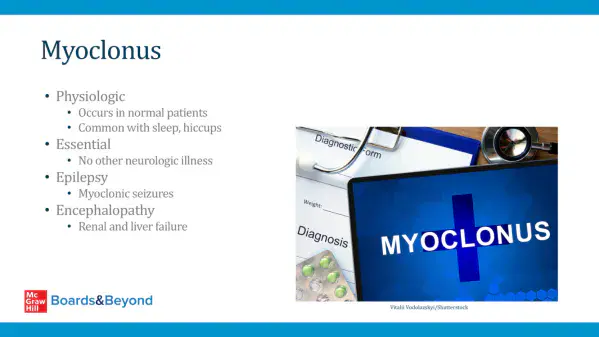 Myoclonus
• Physiologic
• Occurs in normal patients
• Common with sleep, hiccups
• Essential
• No other neurologic illness
• Epilepsy
• Myoclonic seizures
• Encephalopathy
• Renal and liver failure
Diagnostic Form
Weight:
Diagnosis
MYOCLONUS
Mc
Graw
Hill
Boards&Beyond
Vitalii Vodolazskyi/Shutterstock